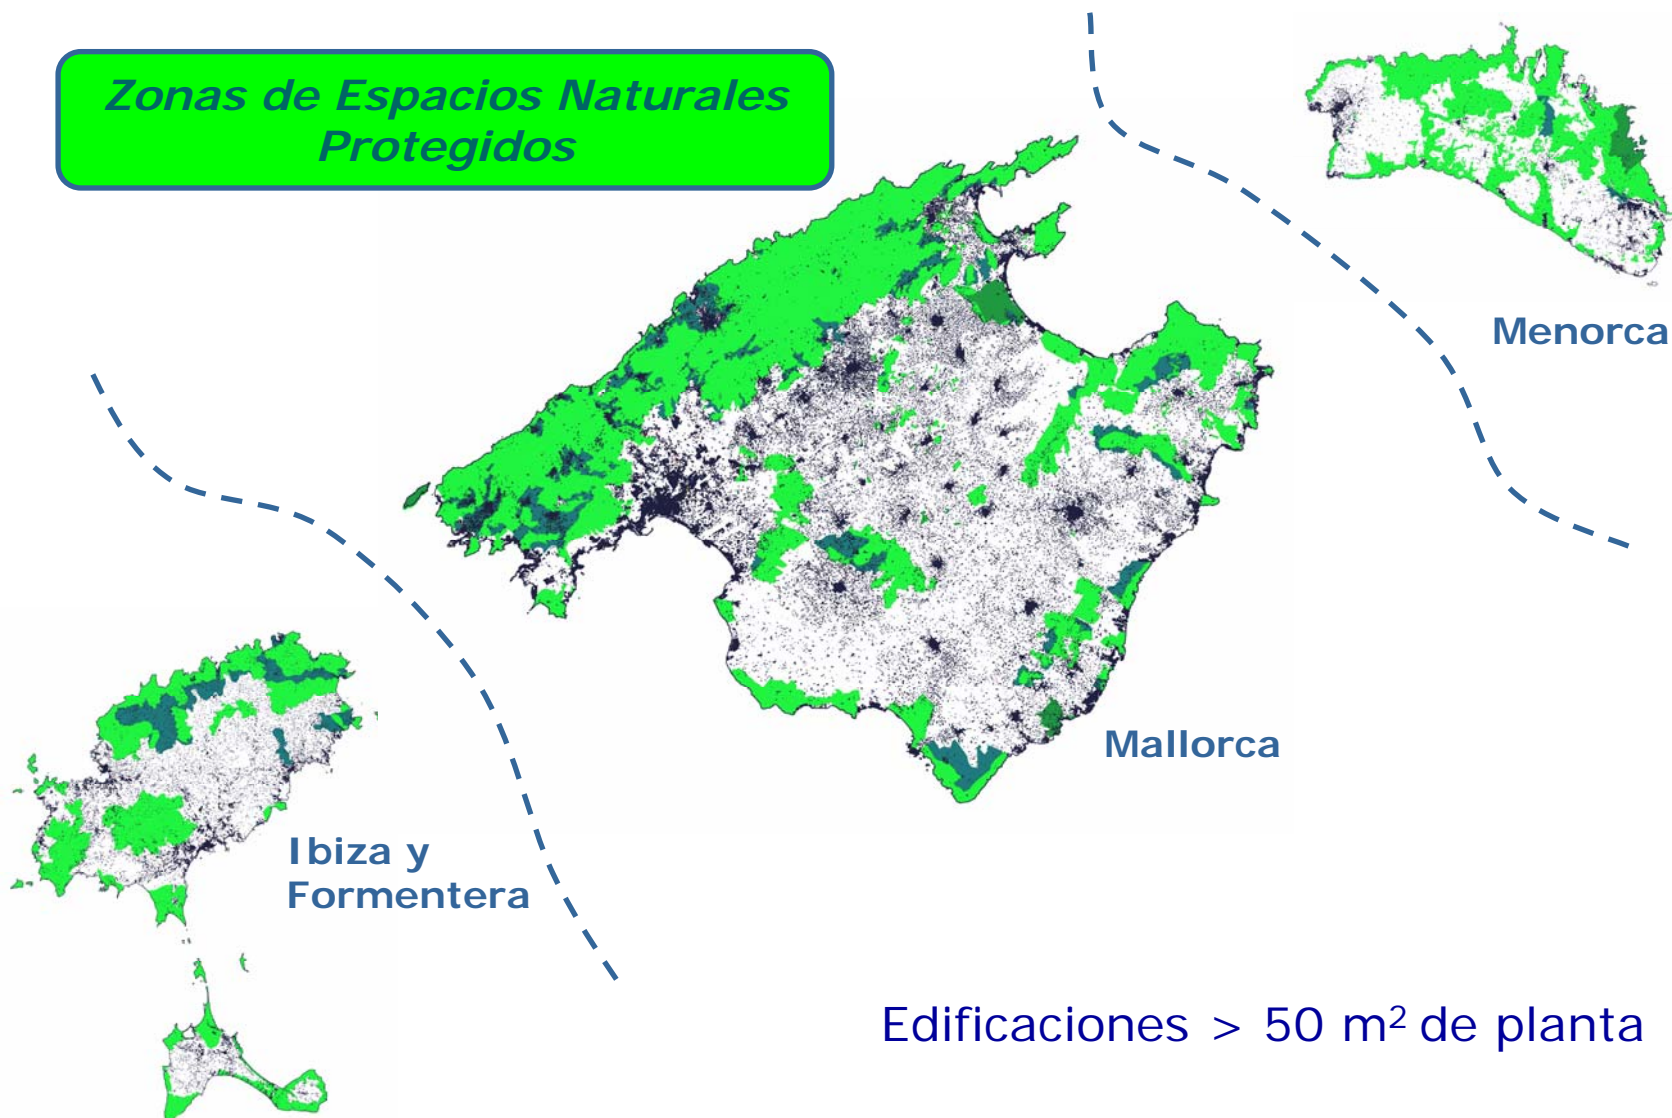 Zonas de Espacios Naturales
Protegidos
Menorca
Mallorca
Ibiza y
Formentera
Edificaciones > 50 m² de planta